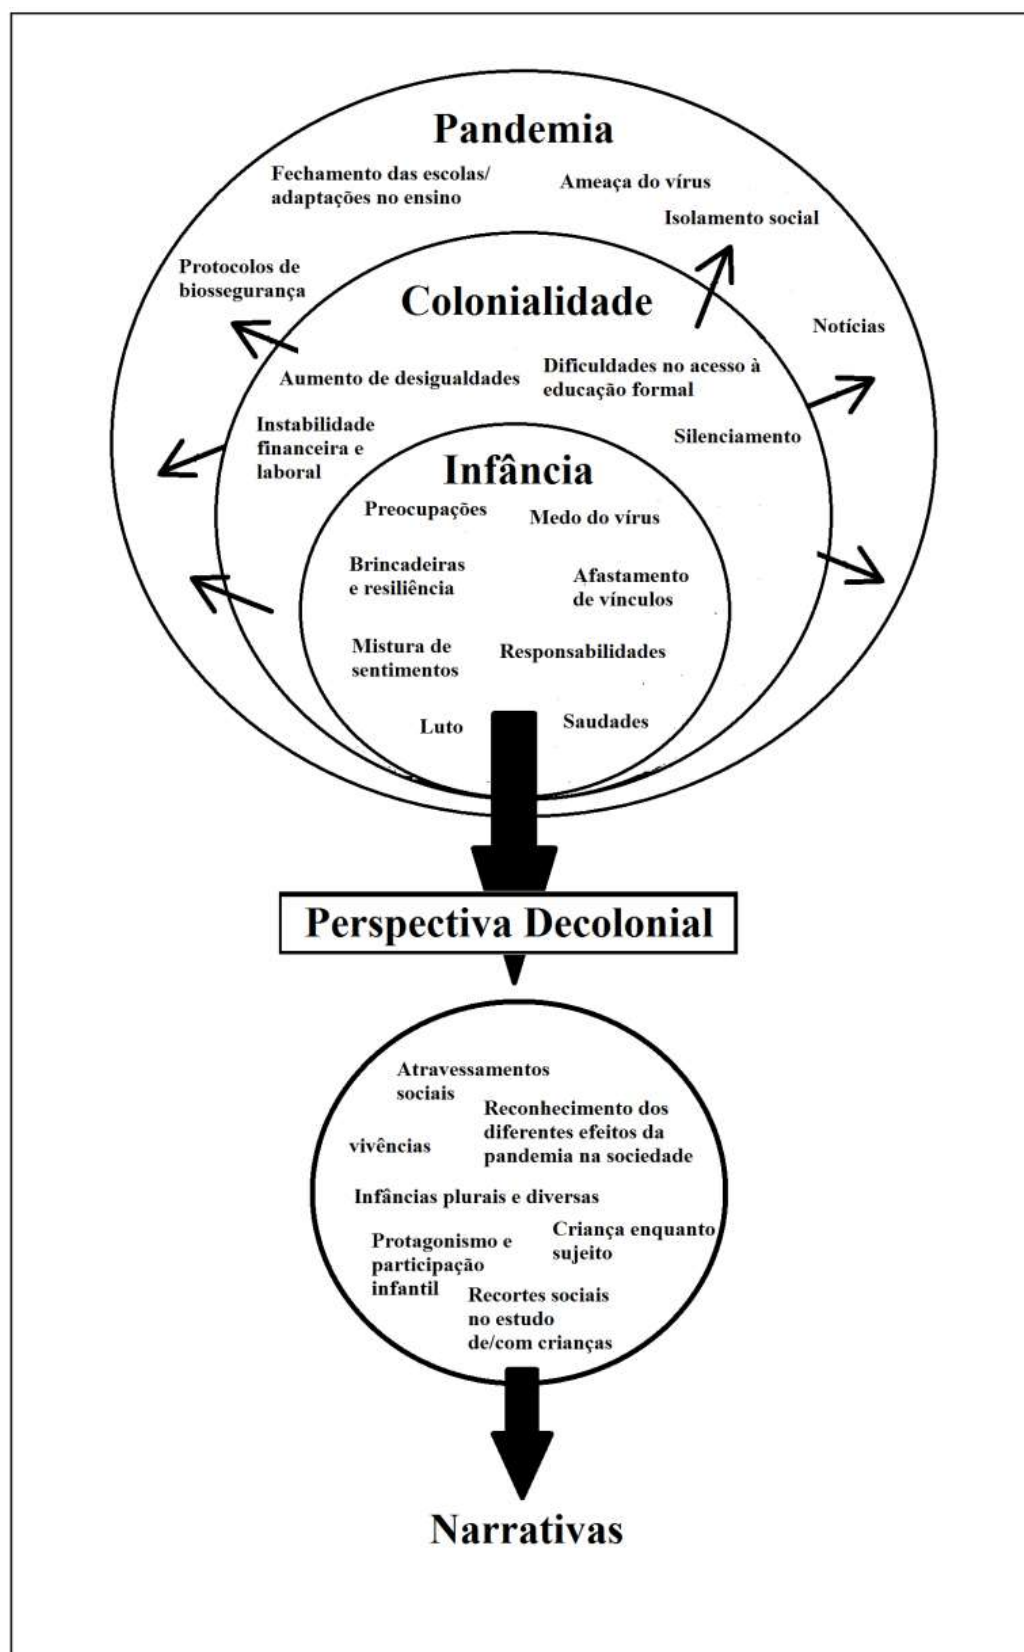 Pandemia
Fechamento das escolas/
adaptações no ensino
Ameaça do vírus
Isolamento social
Protocolos de
biossegurança
Notícias
Colonialidade
Aumento de desigualdades
Dificuldades no acesso à
educação formal
Instabilidade
financeira e
laboral
Silenciamento
Infância
Preocupações
Medo do vírus
Brincadeiras
e resiliência
Afastamento
de vínculos
Mistura de
sentimentos
Responsabilidades
Luto
Saudades
Perspectiva Decolonial
Atravessamentos
sociais
Reconhecimento dos
diferentes efeitos da
pandemia na sociedade
vivências
Infâncias plurais e diversas
Criança enquanto
sujeito
Protagonismo e
participação
infantil
Recortes sociais
no estudo
de/com crianças
Narrativas